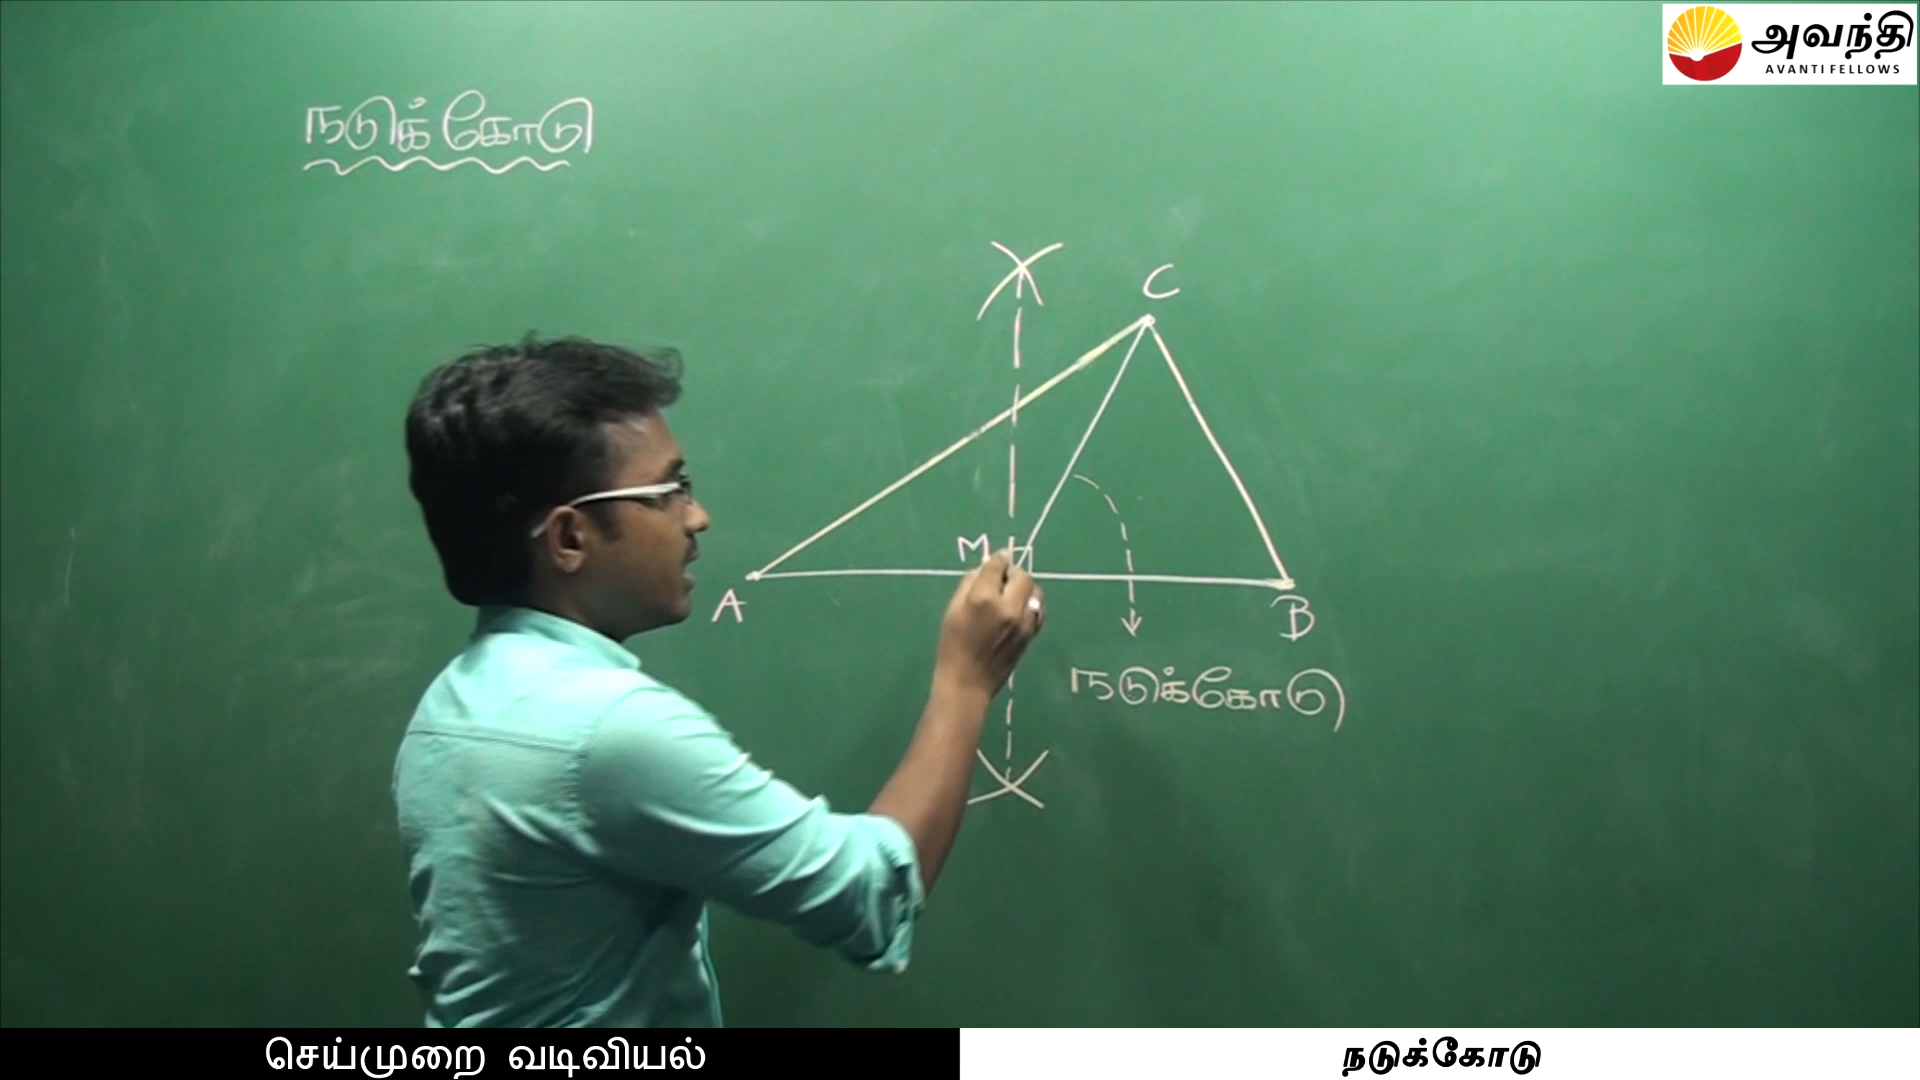 அவந்தி
AVANTI FELLOWS
நடுக்கோடு
C
M
A
B
நடுக்கோடு
செய்முறை வடிவியல்
நடுக்கோடு